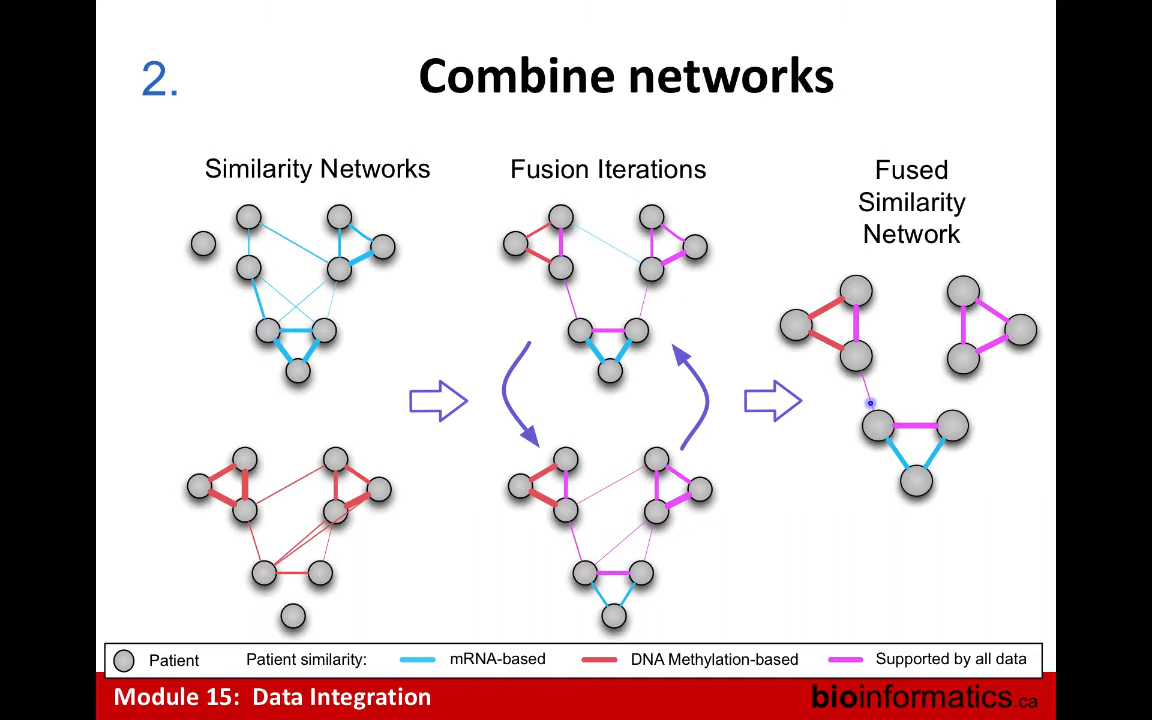 2.
Combine networks
Similarity Networks
Fusion Iterations
Fused
Similarity
Network
Patient
Patient similarity:
mRNA-based
DNA Methylation-based
Supported by all data
Module 15: Data Integration
bioinformatics.ca